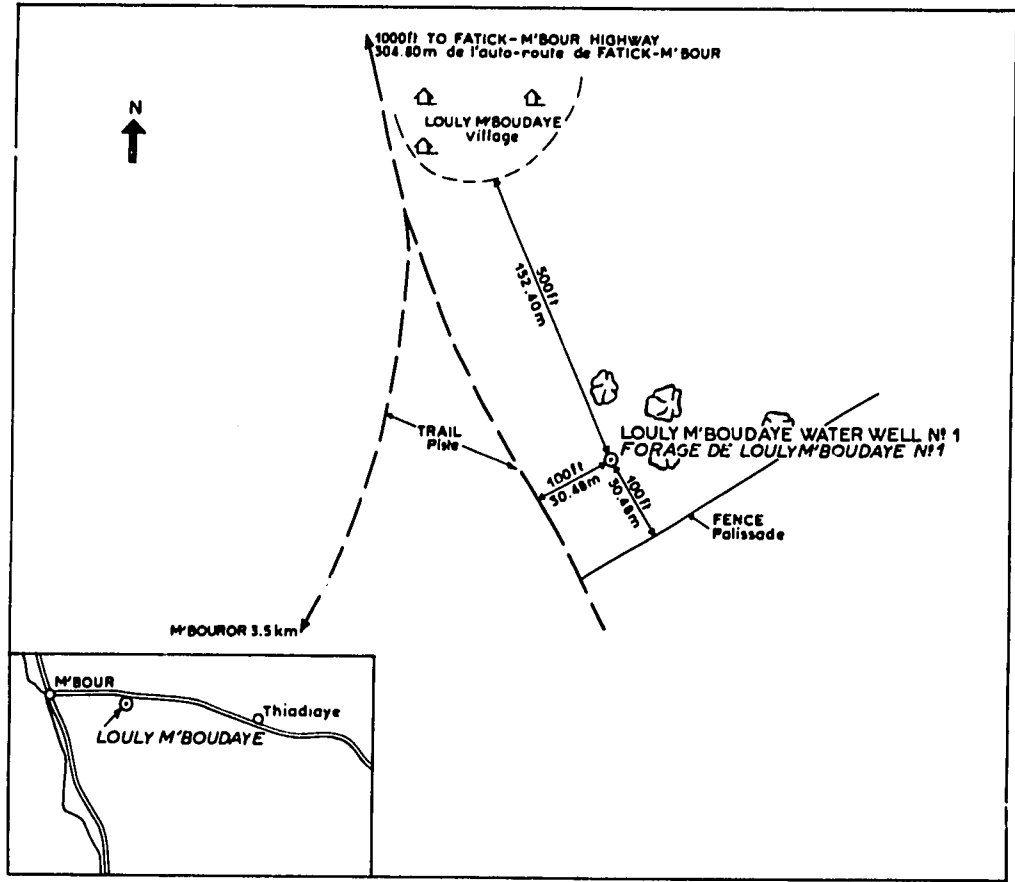 1000ft TO FATICK-M'BOUR HIGHWAY
304.80m de l'auto-route de FATICK-M'BOUR
N
LOULY M'BOUDAYE
Village
500ft
152.40m
TRAIL
Piste
LOULY M'BOUDAYE WATER WELL Nº 1
FORAGE DE LOULY M'BOUDAYE Nº1
100ft
30.48m
100ft
30.48m
FENCE
Palissade
M'BOUROR 3.5km
M'BOUR
Thiadiaye
LOULY M'BOUDAYE